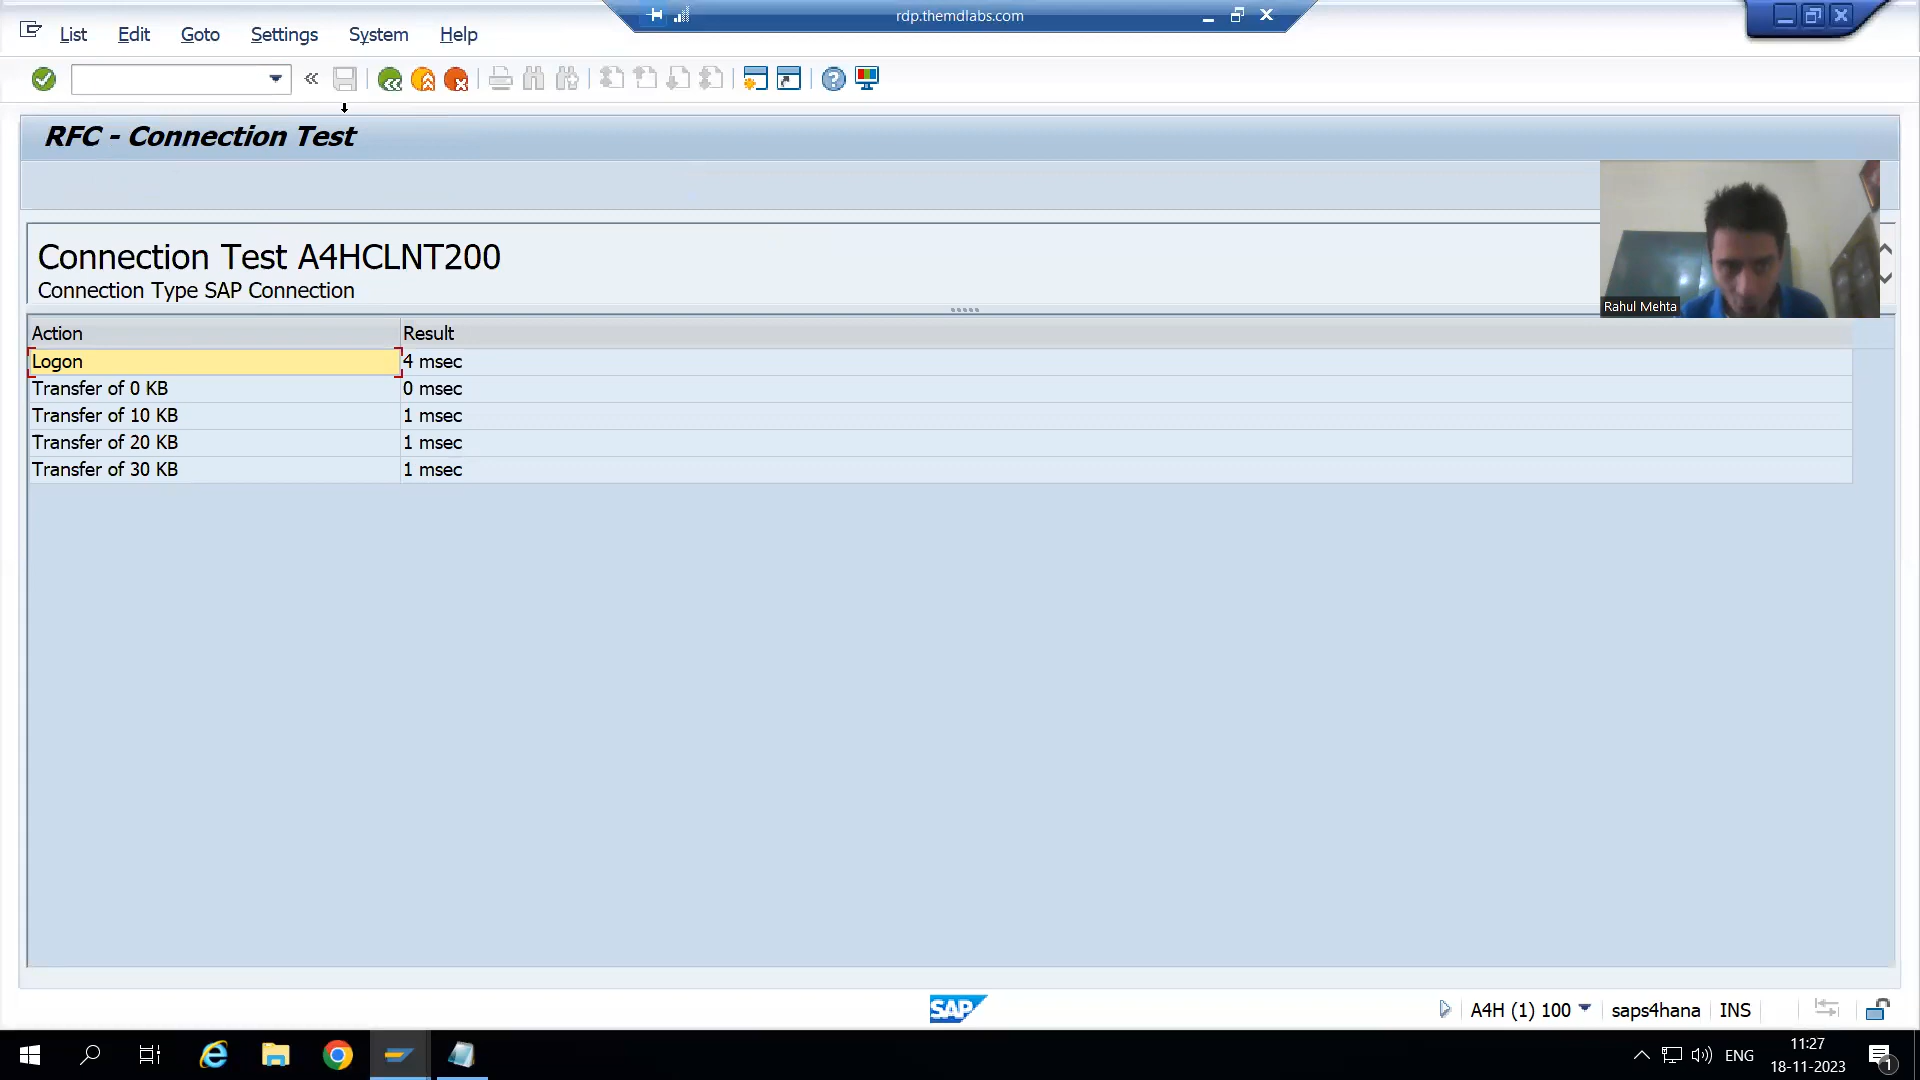 rdp.themdlabs.com
List Edit Goto Settings System Help
RFC - Connection Test
Connection Test A4HCLNT200
Connection Type SAP Connection
Rahul Mehta
Action Result
Logon 4 msec
Transfer of 0 KB 0 msec
Transfer of 10 KB 1 msec
Transfer of 20 KB 1 msec
Transfer of 30 KB 1 msec
SAP
A4H (1) 100 saps4hana INS
ENG
11:27
18-11-2023
1